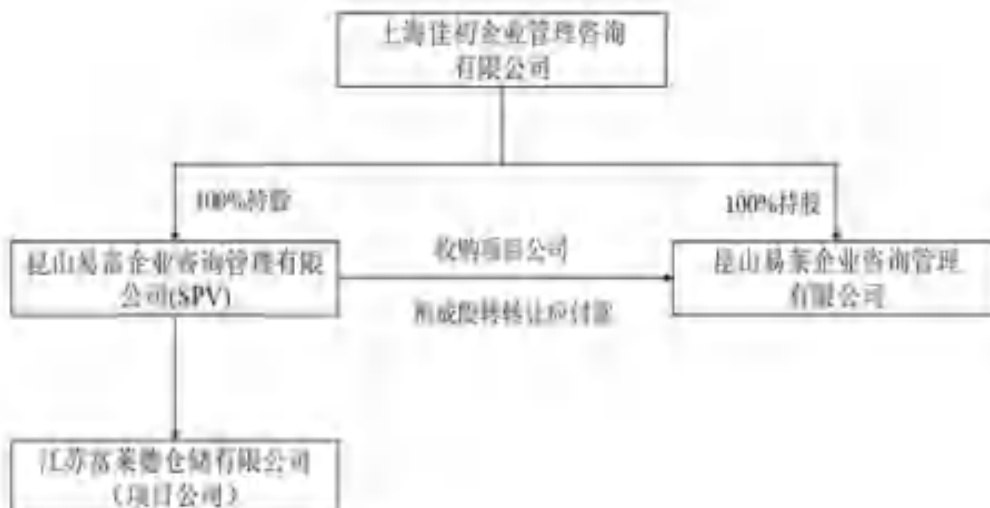 上海佳初企业管理咨询
有限公司
100%持股
100%持股
昆山易富企业咨询管理有限
公司(SPV)
收购项目公司
形成股转转让应付款
昆山易莱企业咨询管理
有限公司
江苏富莱德仓储有限公司
(项目公司)